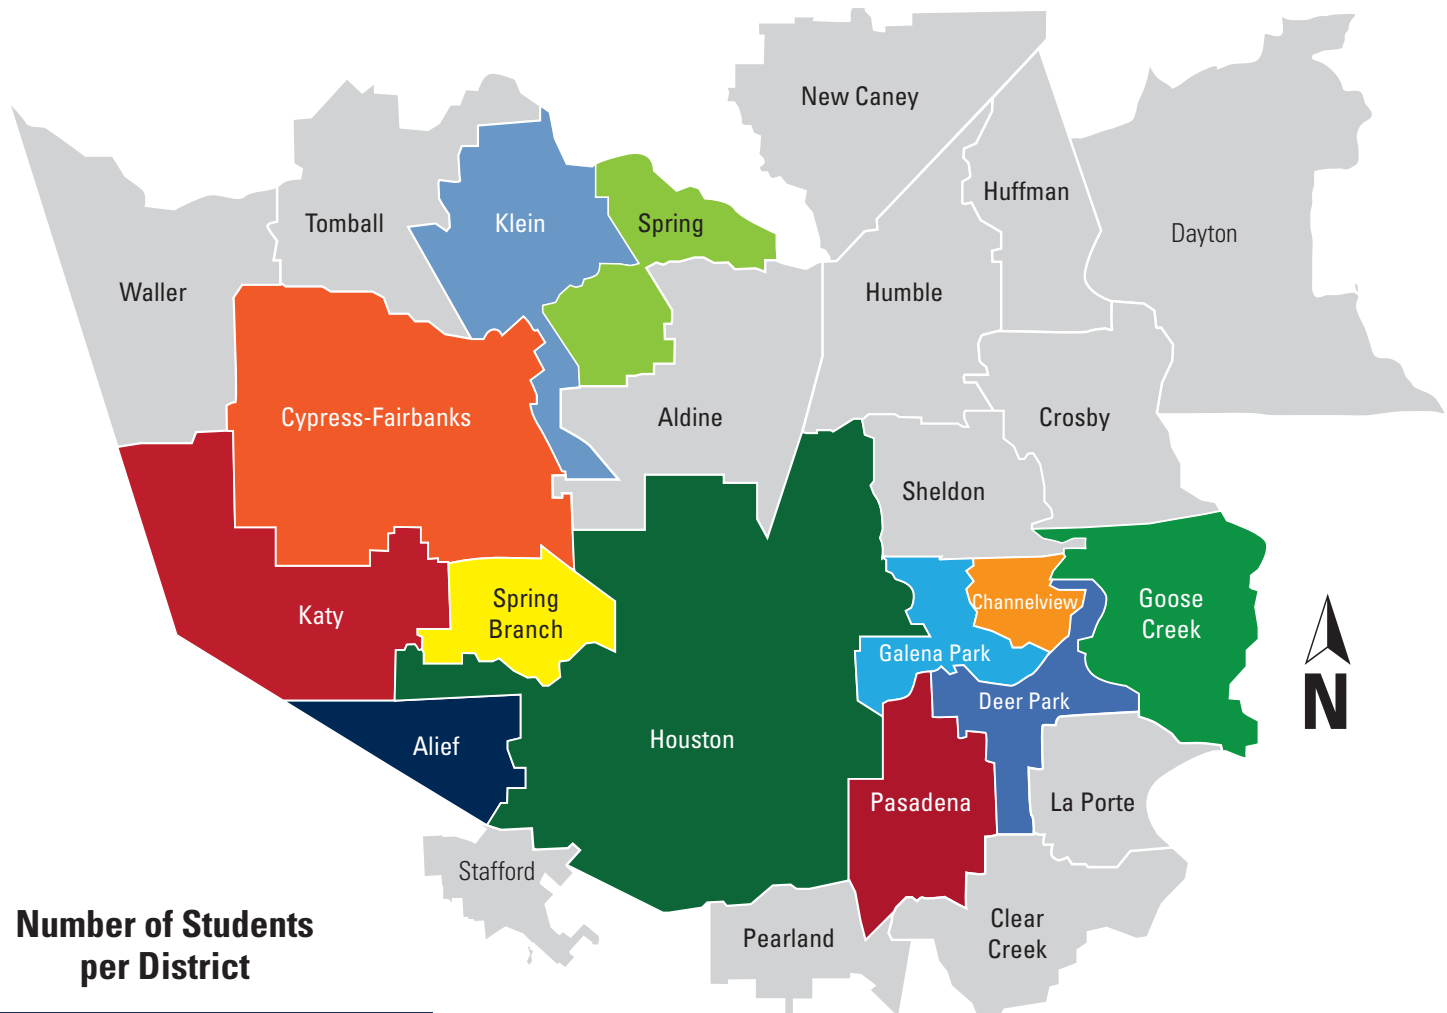 New Caney
Huffman
Tomball
Klein
Spring
Dayton
Waller
Humble
Cypress-Fairbanks
Aldine
Crosby
Sheldon
Spring
Branch
Channelview
Goose
Creek
Katy
Galena Park
Deer Park
N
Alief
Houston
Pasadena
La Porte
Stafford
Number of Students
per District
Pearland
Clear
Creek